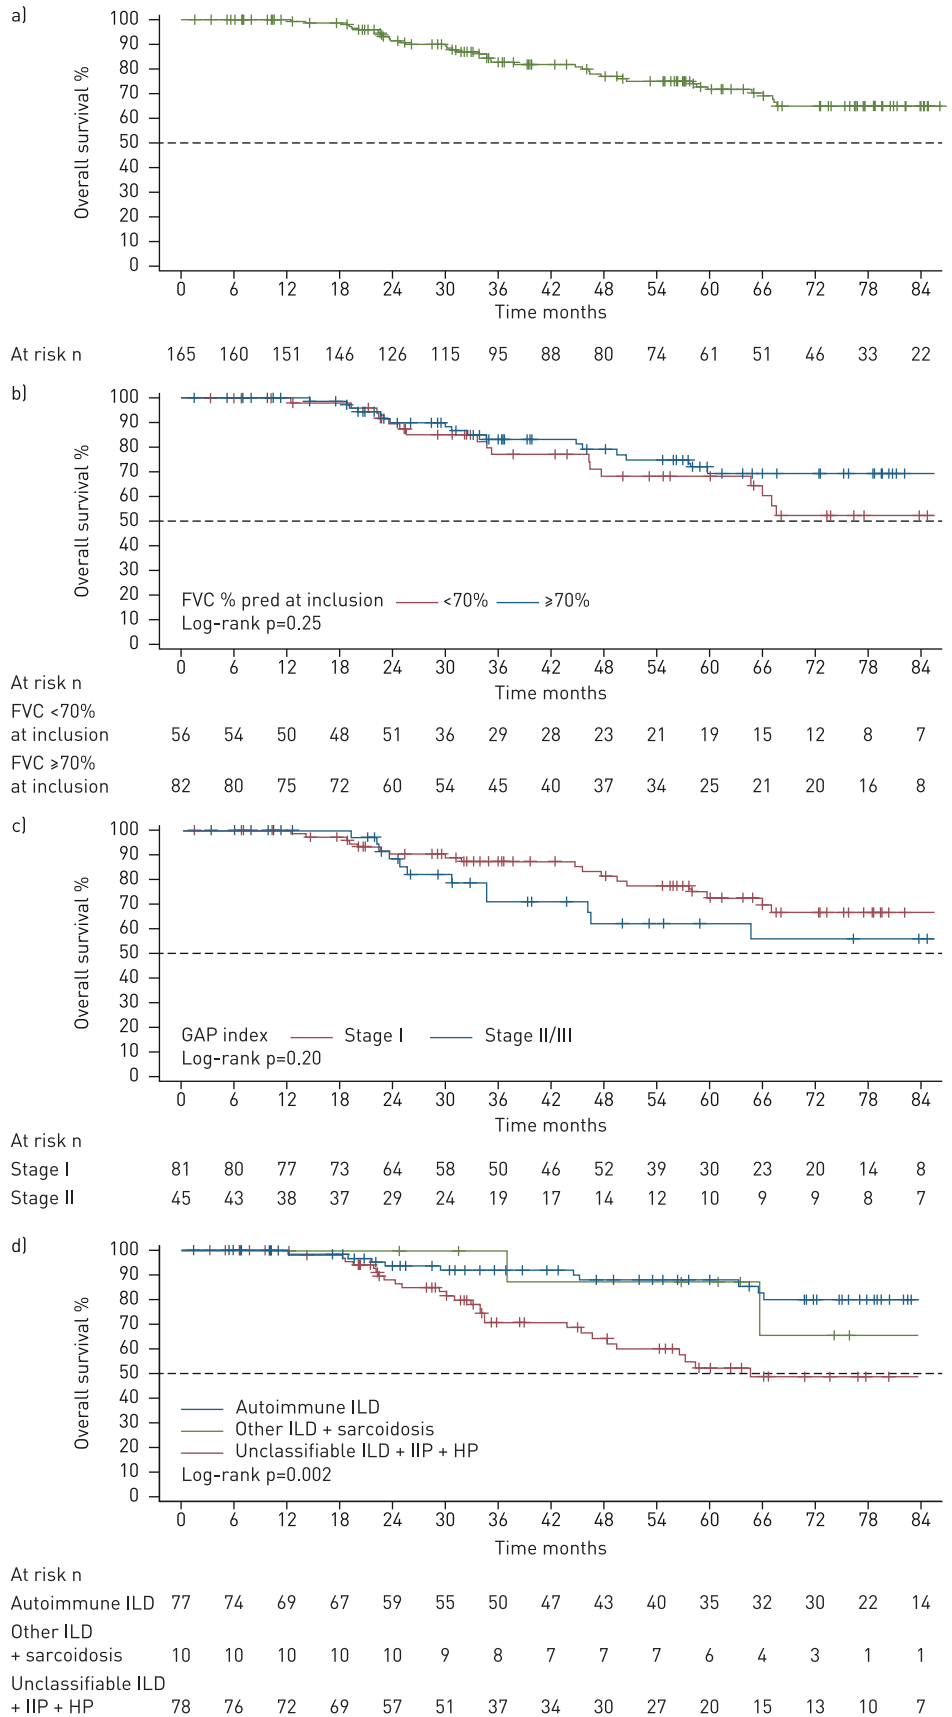 a)
100
90
80
70
60
50
40
30
20
10
0
Overall survival %
0 6 12 18 24 30 36 42 48 54 60 66 72 78 84
Time months
At risk n 165 160 151 146 126 115 95 88 80 74 61 51 46 33 22
b)
100
90
80
70
60
50
40
30
20
10
0
Overall survival %
FVC % pred at inclusion <70% ≥70%
Log-rank p=0.25
0 6 12 18 24 30 36 42 48 54 60 66 72 78 84
Time months
At risk n
FVC <70%
at inclusion 56 54 50 48 51 36 29 28 23 21 19 15 12 8 7
FVC ≥70%
at inclusion 82 80 75 72 60 54 45 40 37 34 25 21 20 16 8
c)
100
90
80
70
60
50
40
30
20
10
0
Overall survival %
GAP index Stage I Stage II/III
Log-rank p=0.20
0 6 12 18 24 30 36 42 48 54 60 66 72 78 84
Time months
At risk n
Stage I 81 80 77 73 64 58 50 46 52 39 30 23 20 14 8
Stage II 45 43 38 37 29 24 19 17 14 12 10 9 9 8 7
d)
100
90
80
70
60
50
40
30
20
10
0
Overall survival %
Autoimmune ILD
Other ILD + sarcoidosis
Unclassifiable ILD + IIP + HP
Log-rank p=0.002
0 6 12 18 24 30 36 42 48 54 60 66 72 78 84
Time months
At risk n
Autoimmune ILD 77 74 69 67 59 55 50 47 43 40 35 32 30 22 14
Other ILD
+ sarcoidosis 10 10 10 10 10 9 8 7 7 7 6 4 3 1 1
Unclassifiable ILD
+ IIP + HP 78 76 72 69 57 51 37 34 30 27 20 15 13 10 7